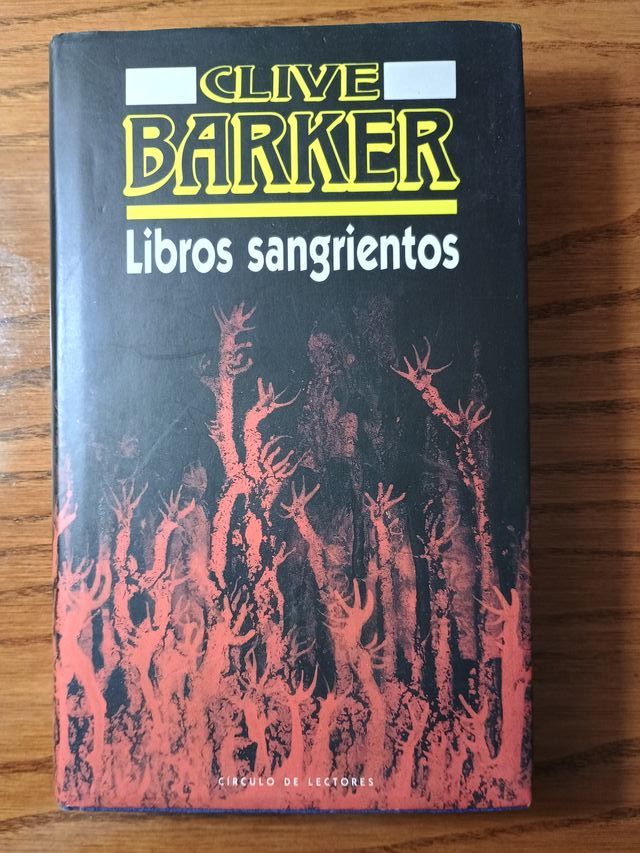 CLIVE
BARKER
Libros sangrientos
CÍRCULO DE LECTORES